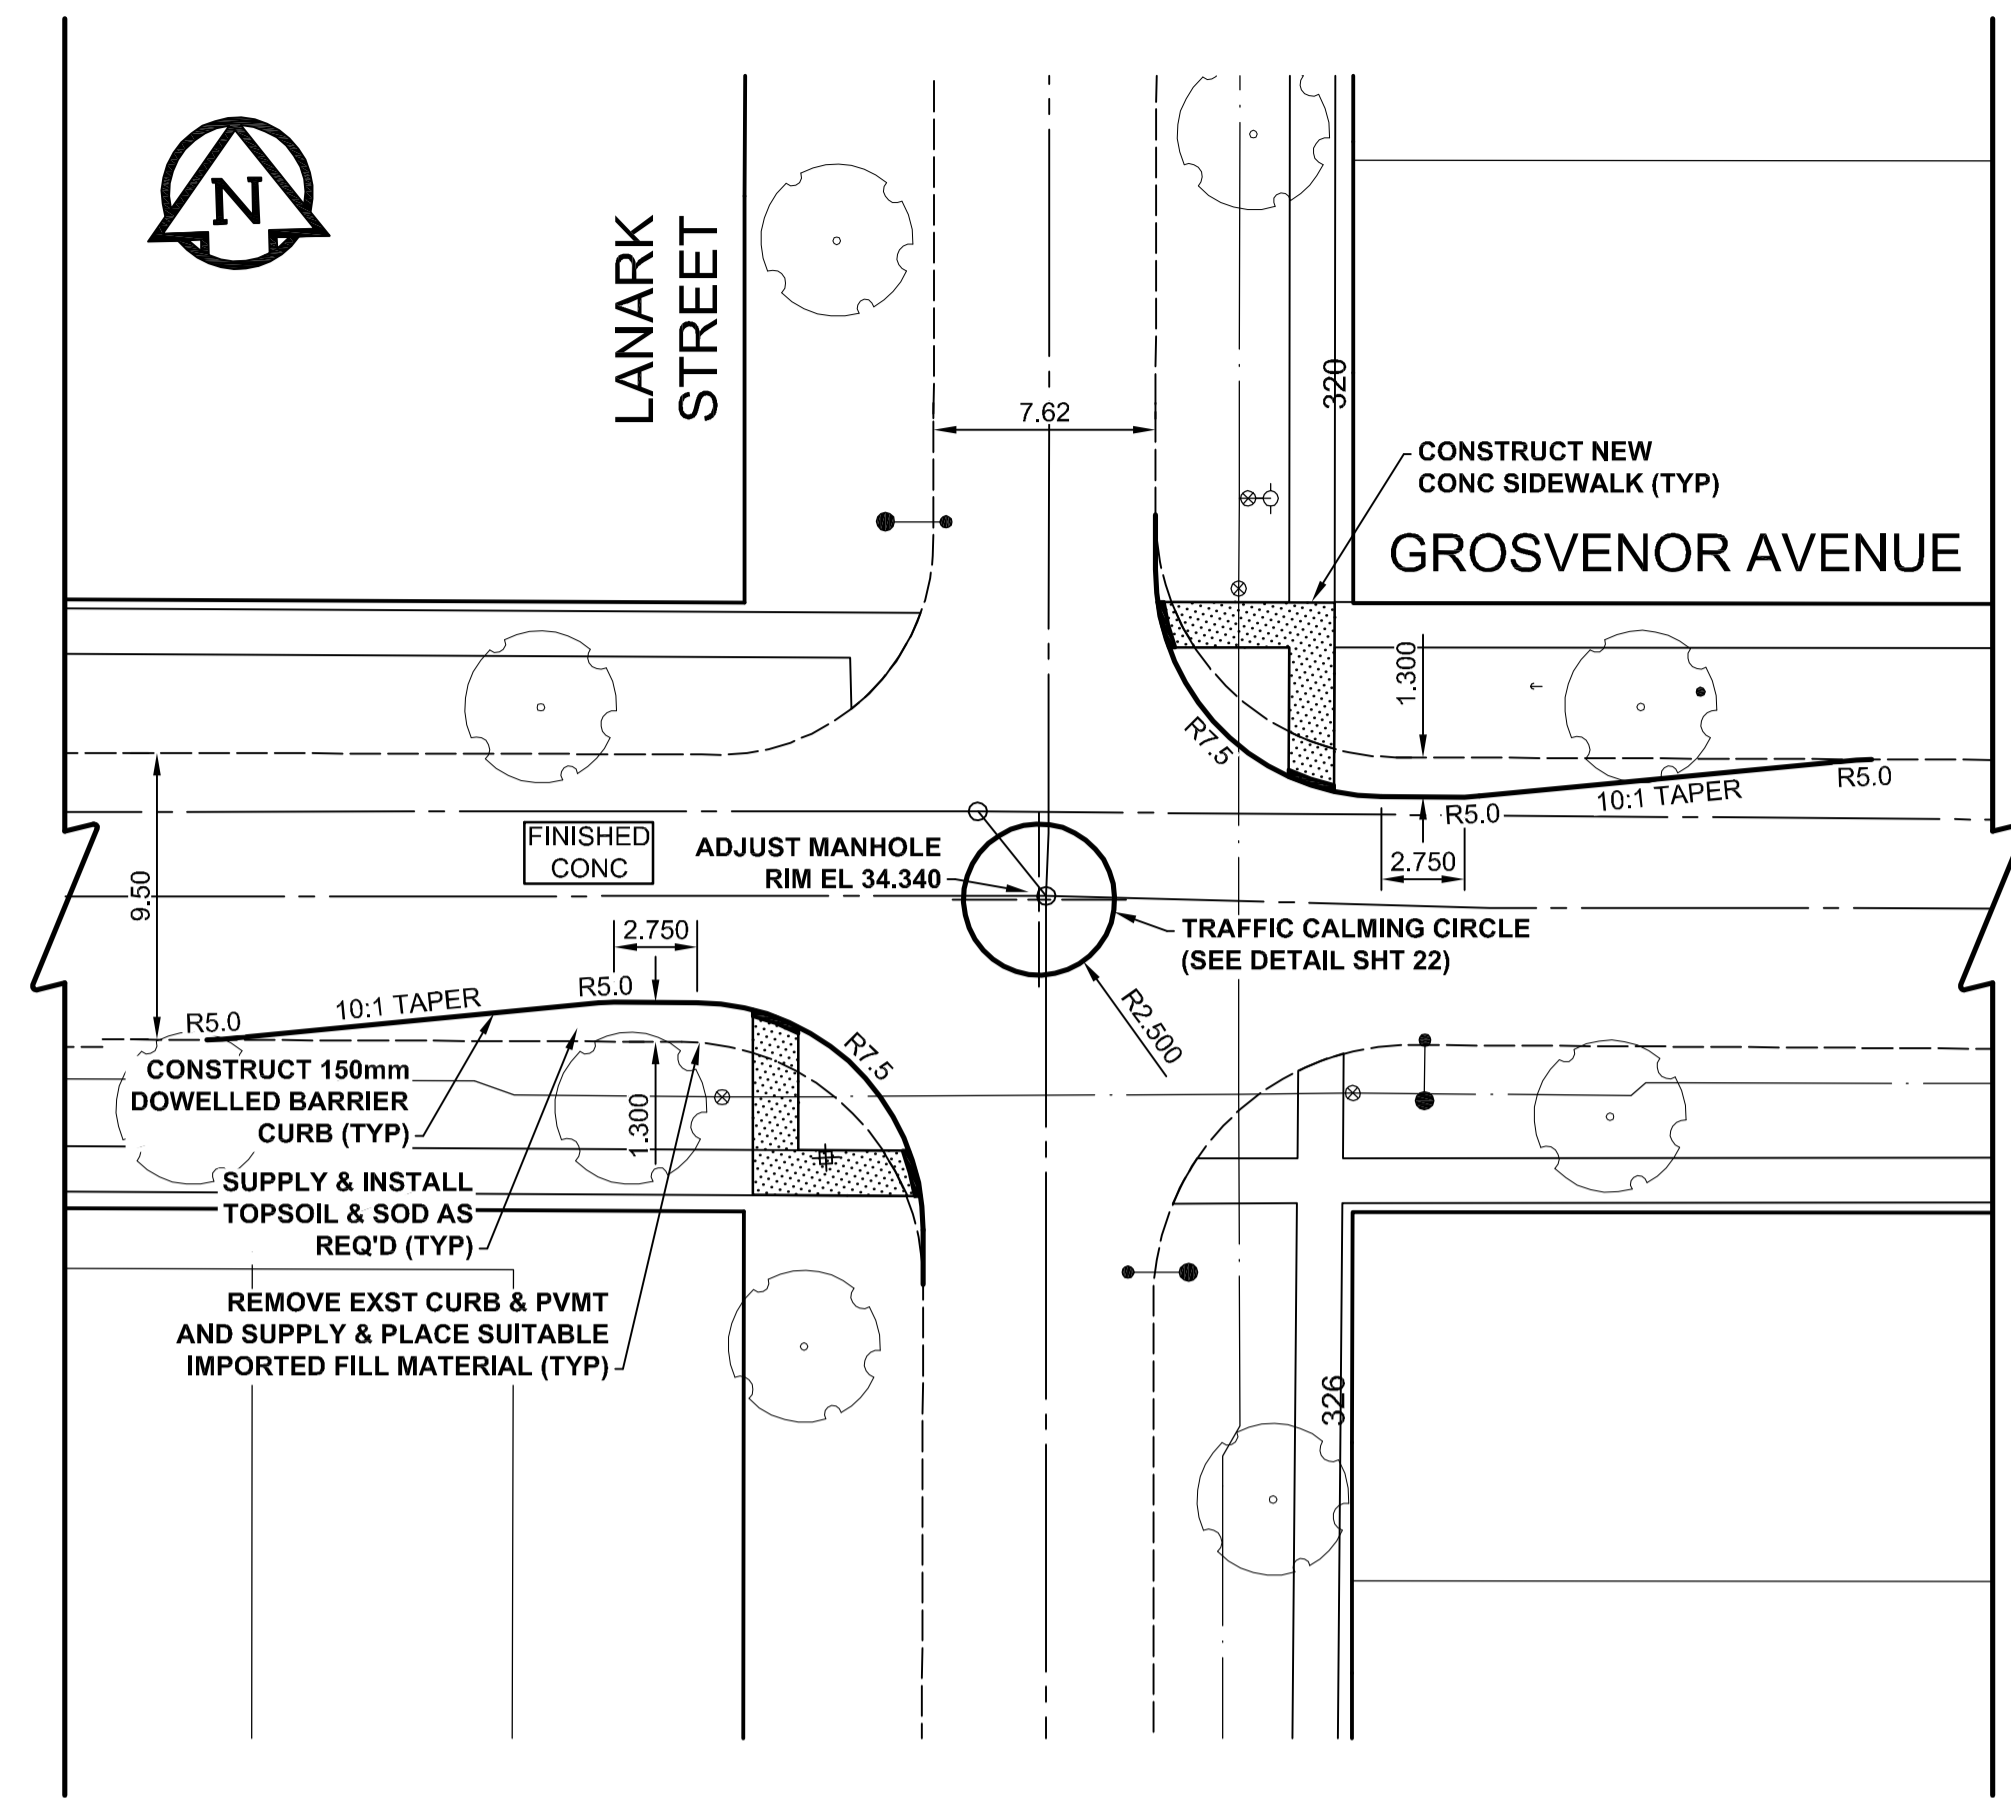 N
LANARK
STREET
320
7.62
CONSTRUCT NEW
CONC SIDEWALK (TYP)
GROSVENOR AVENUE
1.300
R7.5
R5.0
10:1 TAPER
R5.0
2.750
9.50
FINISHED
CONC
ADJUST MANHOLE
RIM EL 34.340
TRAFFIC CALMING CIRCLE
(SEE DETAIL SHT 22)
R2.500
2.750
R5.0
10:1 TAPER
R5.0
R7.5
1.300
CONSTRUCT 150mm
DOWELLED BARRIER
CURB (TYP)
SUPPLY & INSTALL
TOPSOIL & SOD AS
REQ'D (TYP)
REMOVE EXST CURB & PVMT
AND SUPPLY & PLACE SUITABLE
IMPORTED FILL MATERIAL (TYP)
326